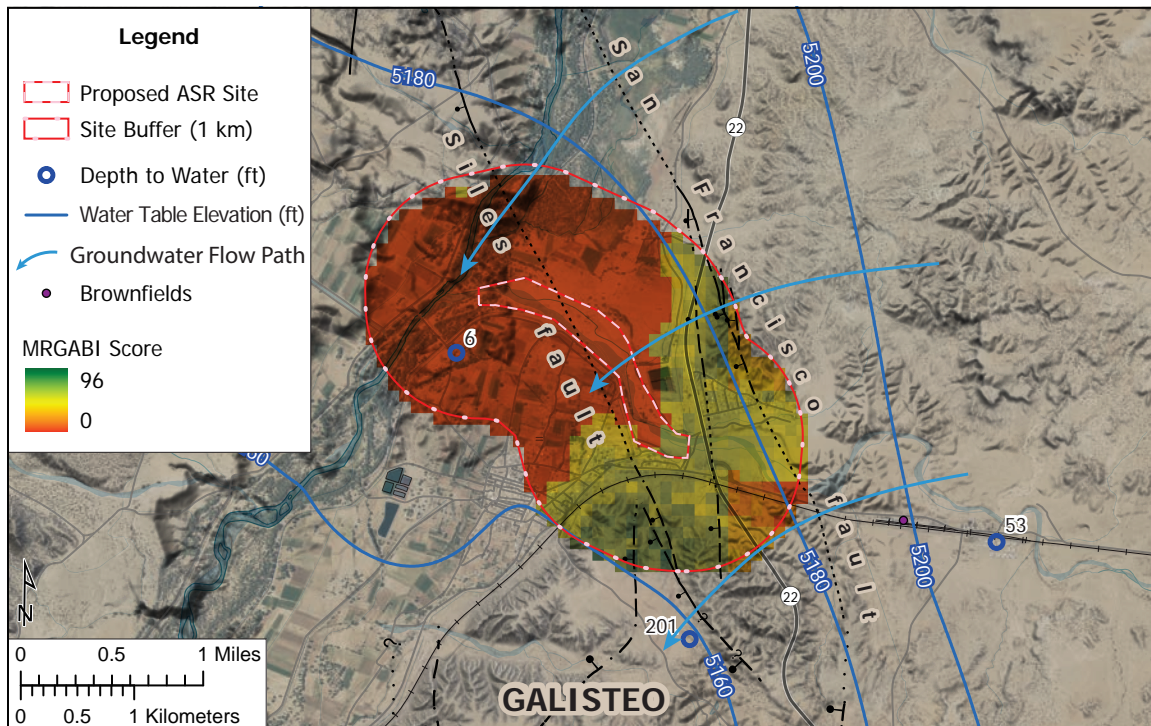 Legend
Proposed ASR Site
Site Buffer (1 km)
Depth to Water (ft)
Water Table Elevation (ft)
Groundwater Flow Path
Brownfields
MRGABI Score
96
0
N
0 0.5 1 Miles
0 0.5 1 Kilometers
5180
5200
22
San Francisco fault
Siles fault
6
60
53
5180
5200
22
201
5160
?
?
?
GALISTEO